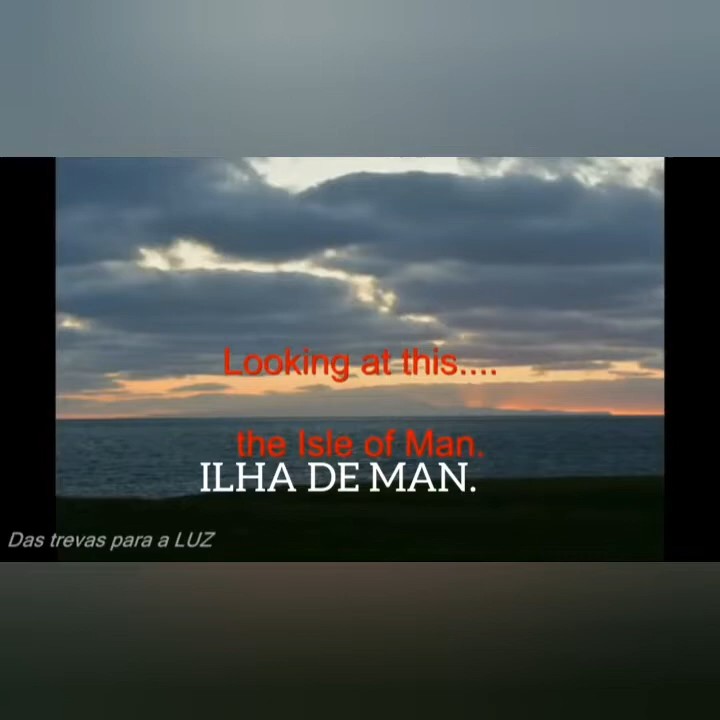 Looking at this....
the Isle of Man.
ILHA DE MAN.
Das trevas para a LUZ